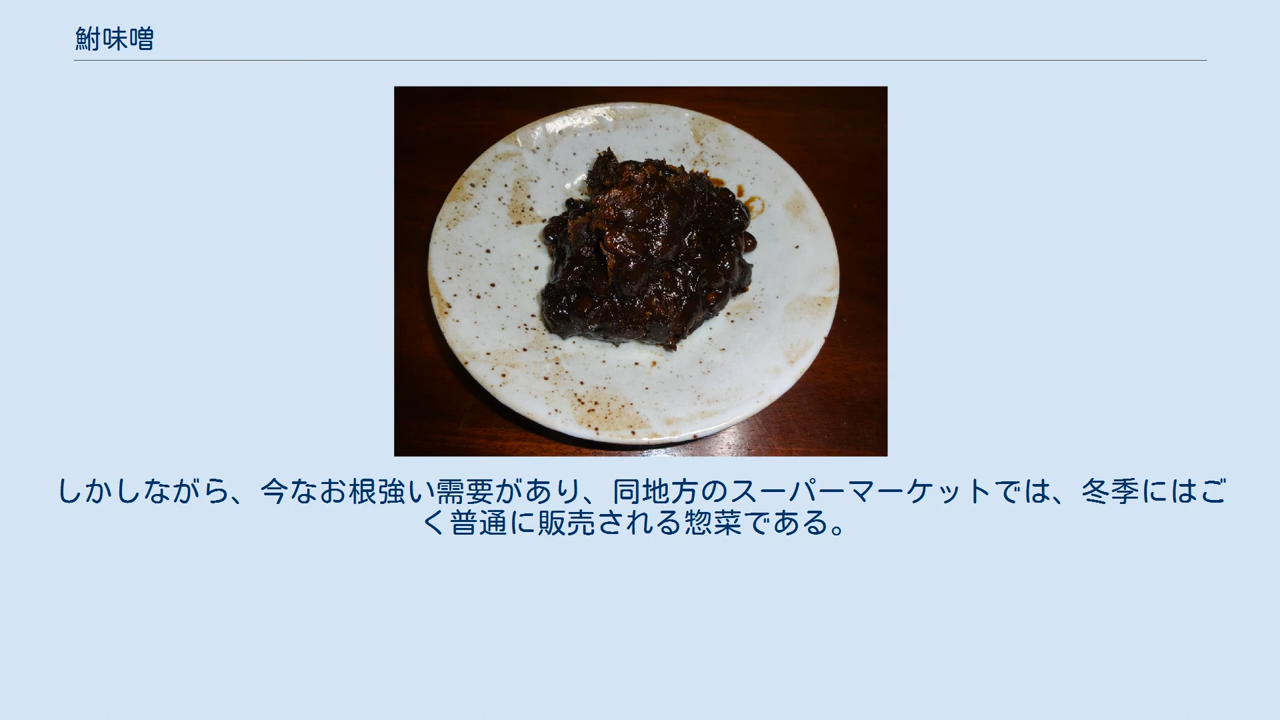 鮒味噌
しかしながら、今なお根強い需要があり、同地方のスーパーマーケットでは、冬季にはご
く普通に販売される惣菜である。